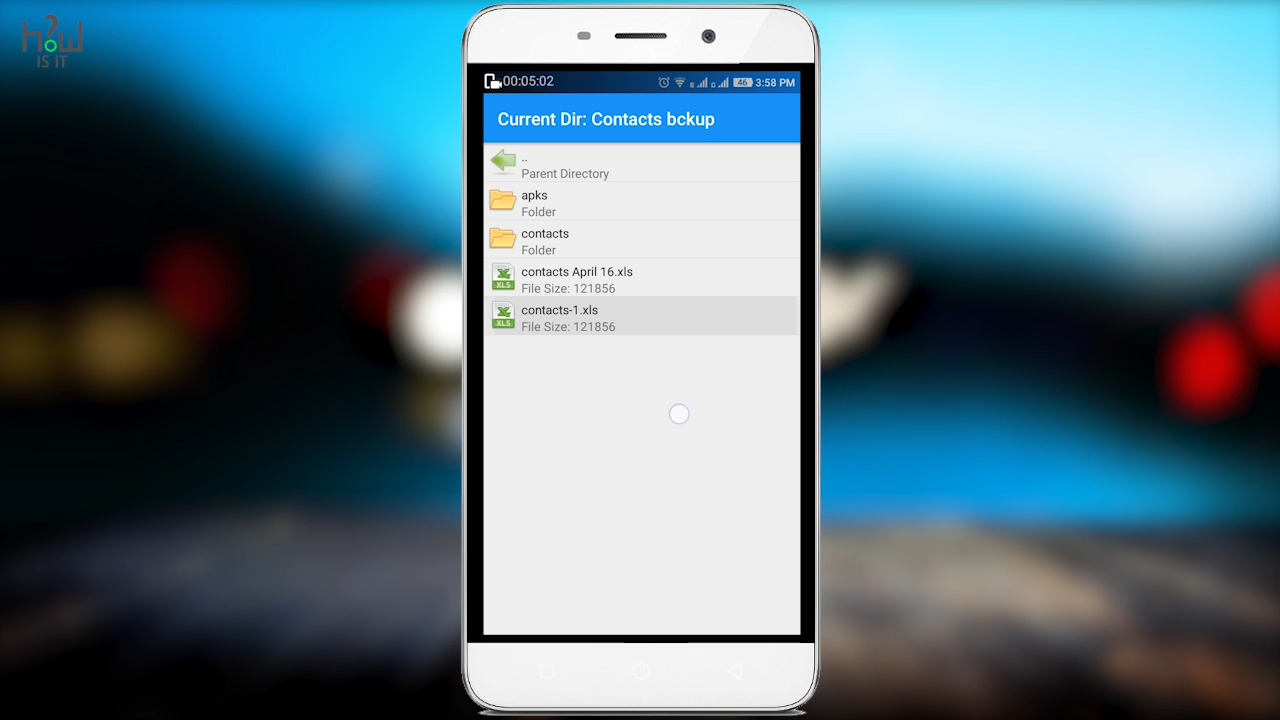 h?ow
IS IT
00:05:02
46 3:58 PM
Current Dir: Contacts bckup
..
Parent Directory
apks
Folder
contacts
Folder
XLS
contacts April 16.xls
File Size: 121856
XLS
contacts-1.xls
File Size: 121856